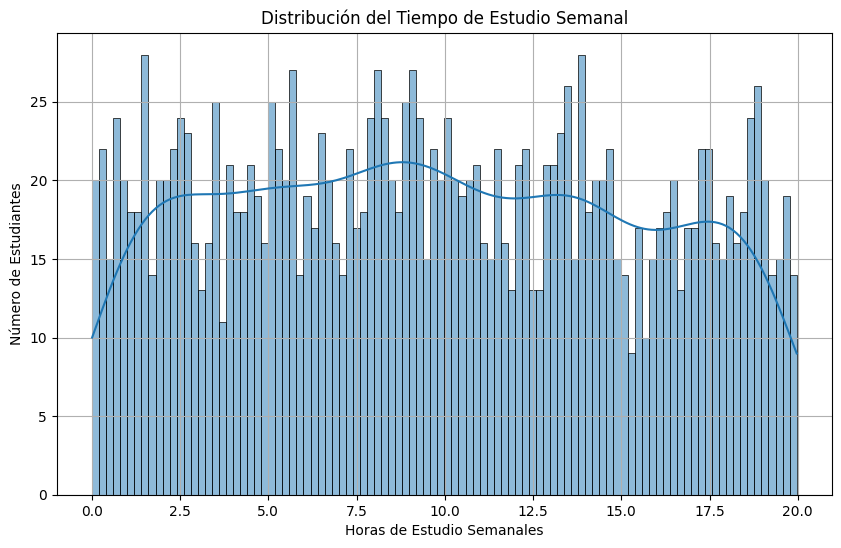 Distribución del Tiempo de Estudio Semanal
Número de Estudiantes
25
20
15
10
5
0
0.0 2.5 5.0 7.5 10.0 12.5 15.0 17.5 20.0
Horas de Estudio Semanales